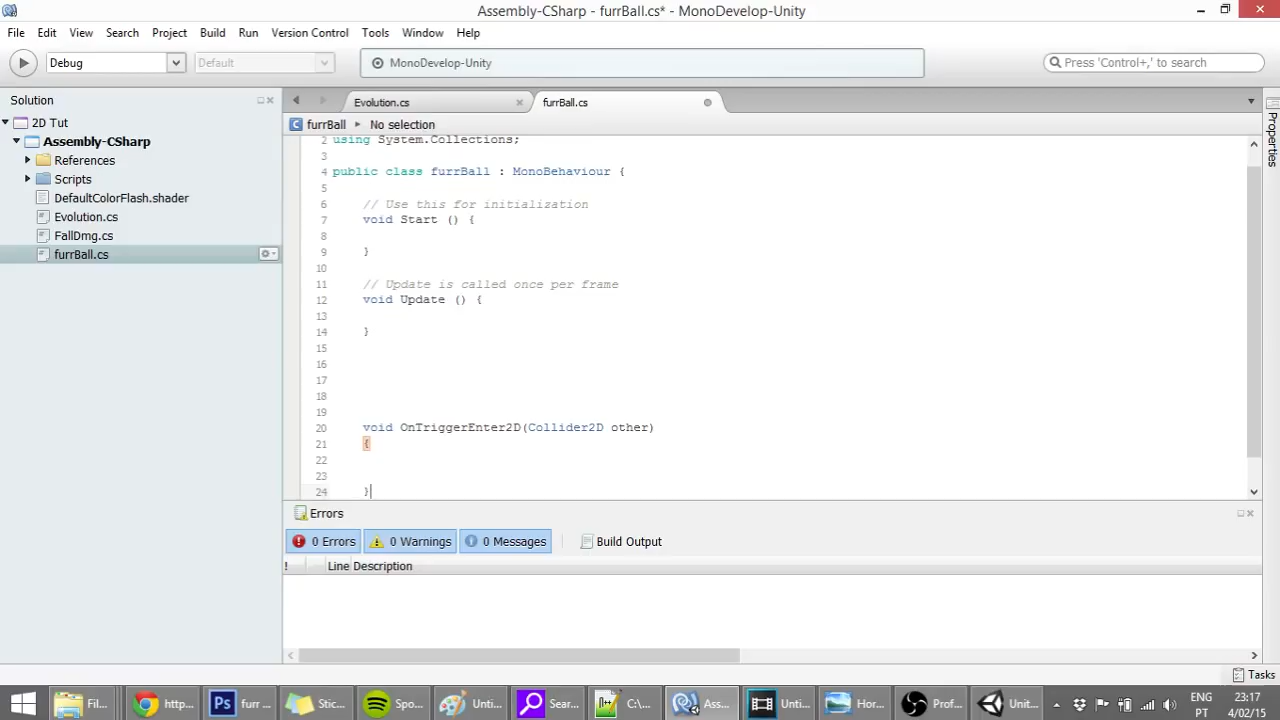 Assembly-CSharp - furrBall.cs* - MonoDevelop-Unity
File Edit View Search Project Build Run Version Control Tools Window Help
Debug Default MonoDevelop-Unity Press 'Control+,' to search
Solution
2D Tut
Assembly-CSharp
References
Scripts
DefaultColorFlash.shader
Evolution.cs
FallDmg.cs
furrBall.cs
Evolution.cs furrBall.cs
furrBall No selection
2 using System.Collections;
3
4 public class furrBall : MonoBehaviour {
5
6 // Use this for initialization
7 void Start () {
8
9 }
10
11 // Update is called once per frame
12 void Update () {
13
14 }
15
16
17
18
19
20 void OnTriggerEnter2D(Collider2D other)
21 {
22
23
24 }
Properties
Errors
0 Errors 0 Warnings 0 Messages Build Output
! Line Description
Tasks
Fil... http... furr ... Stic... Spo... Unti... Sear... C:\... Ass... Unti... Hor... Prof... Unit...
ENG 23:17
PT 4/02/15